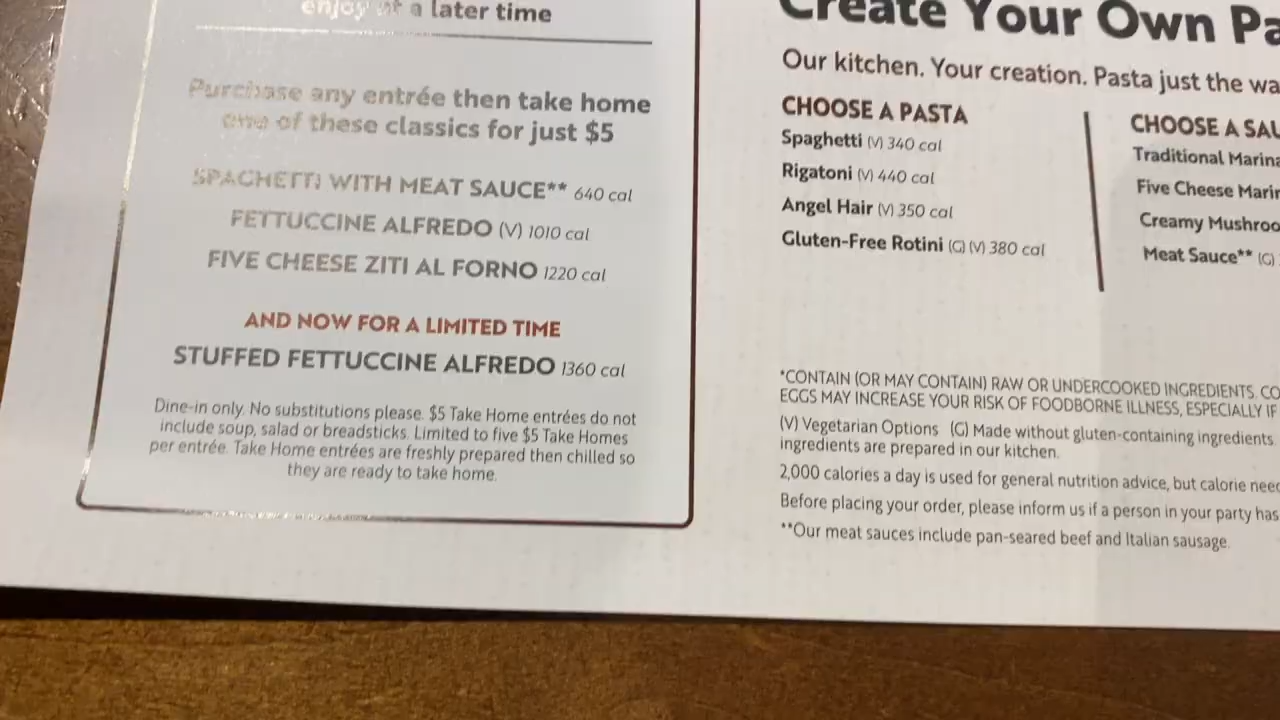 enjoy at a later time
Purchase any entrée then take home
one of these classics for just $5
SPAGHETTI WITH MEAT SAUCE** 640 cal
FETTUCCINE ALFREDO (V) 1010 cal
FIVE CHEESE ZITI AL FORNO 1220 cal
AND NOW FOR A LIMITED TIME
STUFFED FETTUCCINE ALFREDO 1360 cal
Dine-in only. No substitutions please. $5 Take Home entrées do not
include soup, salad or breadsticks. Limited to five $5 Take Homes
per entrée. Take Home entrées are freshly prepared then chilled so
they are ready to take home.
Create Your Own
Our kitchen. Your creation. Pasta just the
CHOOSE A PASTA
Spaghetti (V) 340 cal
Rigatoni (V) 440 cal
Angel Hair (V) 350 cal
Gluten-Free Rotini (G) (V) 380 cal
CHOOSE A
Traditional
Five Cheese
Creamy
Meat Sauce** (G)
*CONTAIN (OR MAY CONTAIN) RAW OR UNDERCOOKED INGREDIENTS.
EGGS MAY INCREASE YOUR RISK OF FOODBORNE ILLNESS, ESPECIALLY IF
(V) Vegetarian Options (G) Made without gluten-containing ingredients.
ingredients are prepared in our kitchen.
2,000 calories a day is used for general nutrition advice, but calorie
Before placing your order, please inform us if a person in your party has
**Our meat sauces include pan-seared beef and Italian sausage.